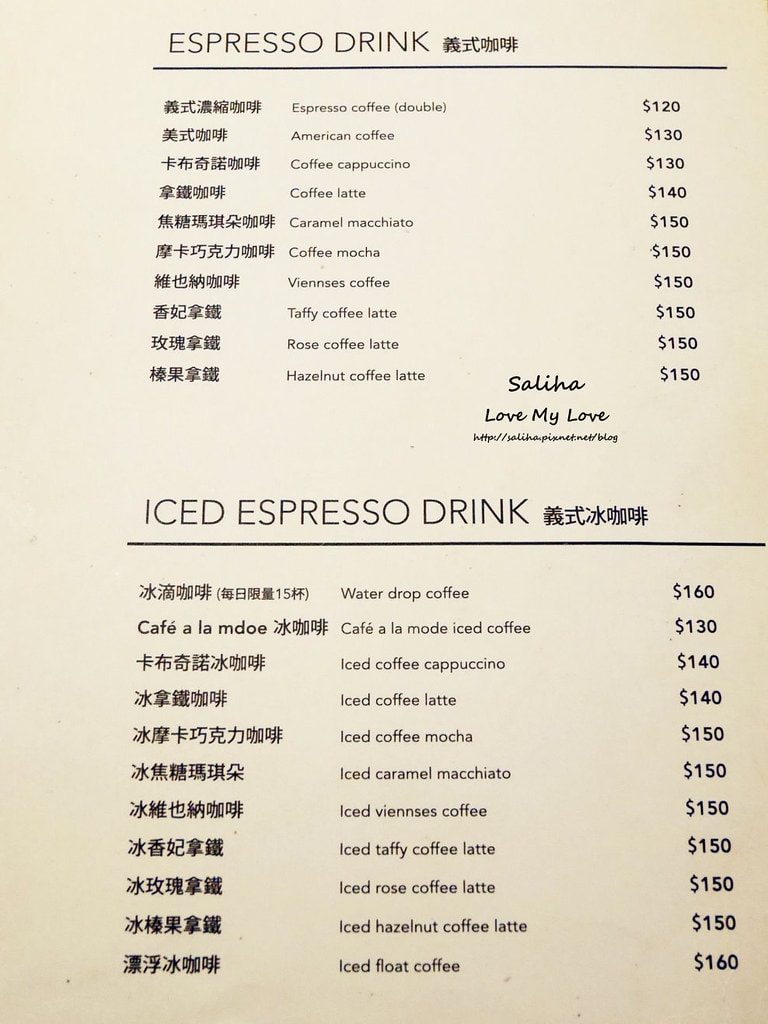 ESPRESSO DRINK 義式咖啡
義式濃縮咖啡 Espresso coffee (double) $120
美式咖啡 American coffee $130
卡布奇諾咖啡 Coffee cappuccino $130
拿鐵咖啡 Coffee latte $140
焦糖瑪琪朵咖啡 Caramel macchiato $150
摩卡巧克力咖啡 Coffee mocha $150
維也納咖啡 Viennses coffee $150
香妃拿鐵 Taffy coffee latte $150
玫瑰拿鐵 Rose coffee latte $150
榛果拿鐵 Hazelnut coffee latte $150
Saliha
Love My Love
http://saliha.pixnet.net/blog
ICED ESPRESSO DRINK 義式冰咖啡
冰滴咖啡 (每日限量15杯) Water drop coffee $160
Café a la mdoe 冰咖啡 Café a la mode iced coffee $130
卡布奇諾冰咖啡 Iced coffee cappuccino $140
冰拿鐵咖啡 Iced coffee latte $140
冰摩卡巧克力咖啡 Iced coffee mocha $150
冰焦糖瑪琪朵 Iced caramel macchiato $150
冰維也納咖啡 Iced viennses coffee $150
冰香妃拿鐵 Iced taffy coffee latte $150
冰玫瑰拿鐵 Iced rose coffee latte $150
冰榛果拿鐵 Iced hazelnut coffee latte $150
漂浮冰咖啡 Iced float coffee $160